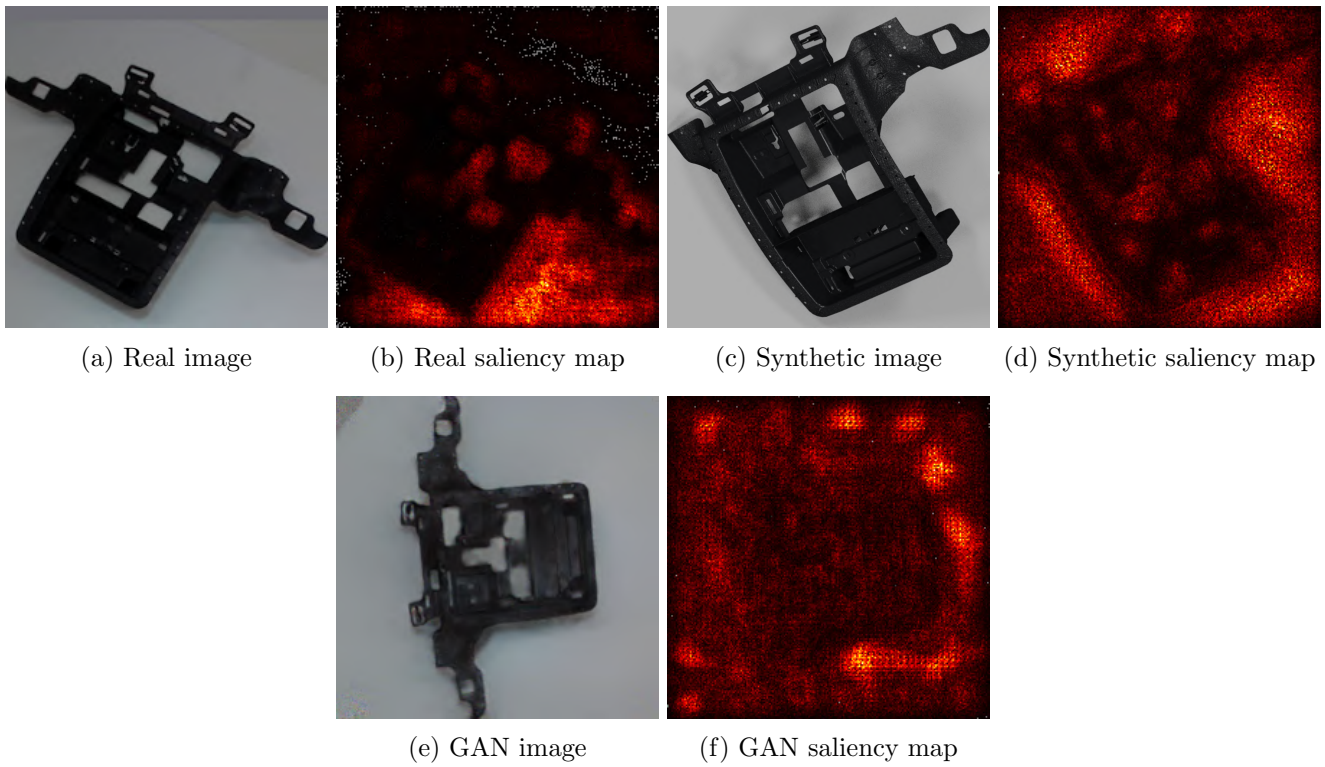 (a) Real image
(b) Real saliency map
(c) Synthetic image
(d) Synthetic saliency map
(e) GAN image
(f) GAN saliency map